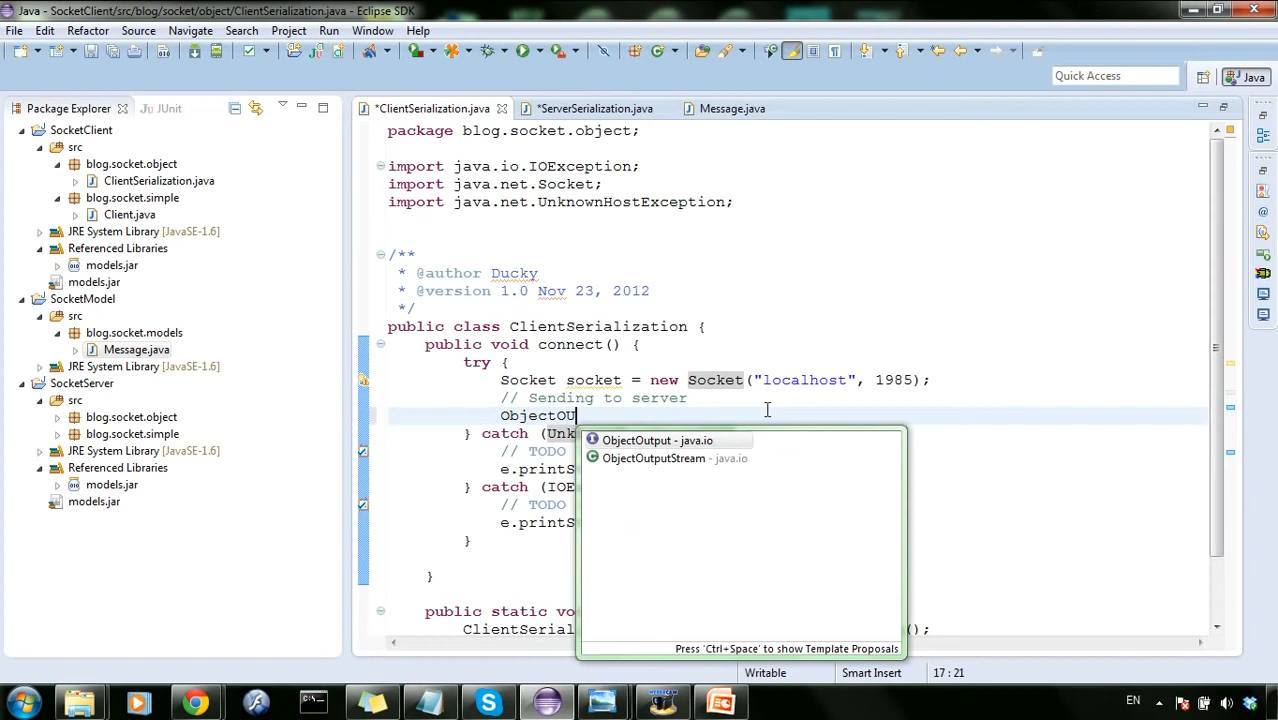 Java - SocketClient/src/blog/socket/object/ClientSerialization.java - Eclipse SDK
File Edit Refactor Source Navigate Search Project Run Window Help
Quick Access
Java
Package Explorer
JUnit
SocketClient
src
blog.socket.object
ClientSerialization.java
blog.socket.simple
Client.java
JRE System Library [JavaSE-1.6]
Referenced Libraries
models.jar
models.jar
SocketModel
src
blog.socket.models
Message.java
JRE System Library [JavaSE-1.6]
SocketServer
src
blog.socket.object
blog.socket.simple
JRE System Library [JavaSE-1.6]
Referenced Libraries
models.jar
models.jar
*ClientSerialization.java
*ServerSerialization.java
Message.java
package blog.socket.object;
import java.io.IOException;
import java.net.Socket;
import java.net.UnknownHostException;
/**
* @author Ducky
* @version 1.0 Nov 23, 2012
*/
public class ClientSerialization {
public void connect() {
try {
Socket socket = new Socket("localhost", 1985);
// Sending to server
ObjectOU
} catch (Unk
// TODO
e.printS
} catch (IOE
// TODO
e.printS
}
}
public static vo
ClientSerial
();
ObjectOutput - java.io
ObjectOutputStream - java.io
Press 'Ctrl+Space' to show Template Proposals
Writable
Smart Insert
17 : 21
EN